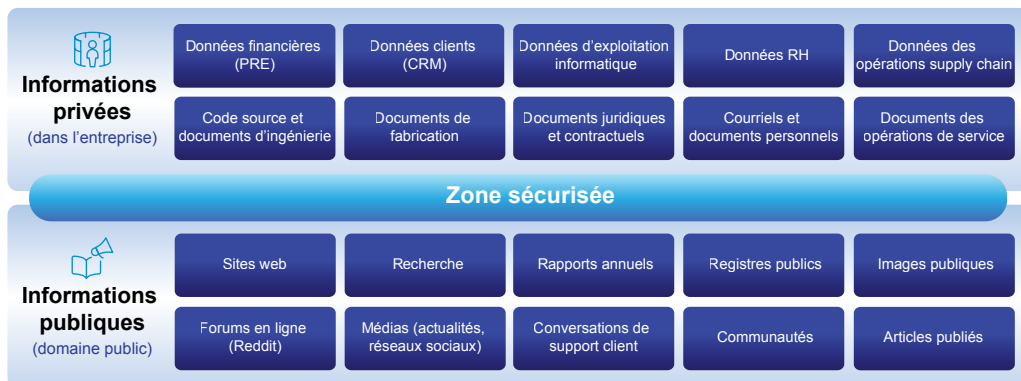 Informations
privées
(dans l'entreprise)
Données financières
(PRE)
Données clients
(CRM)
Données d'exploitation
informatique
Données RH
Données des
opérations supply chain
Code source et
documents d'ingénierie
Documents de
fabrication
Documents juridiques
et contractuels
Courriels et
documents personnels
Documents des
opérations de service
Zone sécurisée
Informations
publiques
(domaine public)
Sites web
Recherche
Rapports annuels
Registres publics
Images publiques
Forums en ligne
(Reddit)
Médias (actualités,
réseaux sociaux)
Conversations de
support client
Communautés
Articles publiés